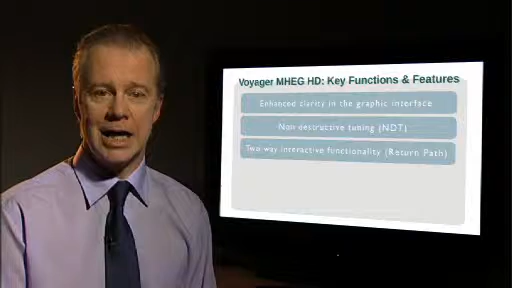 Voyager MHEG HD: Key Functions & Features
Enhanced clarity in the graphic interface
Non destructive tuning (NDT)
Two way interactive functionality (Return Path)